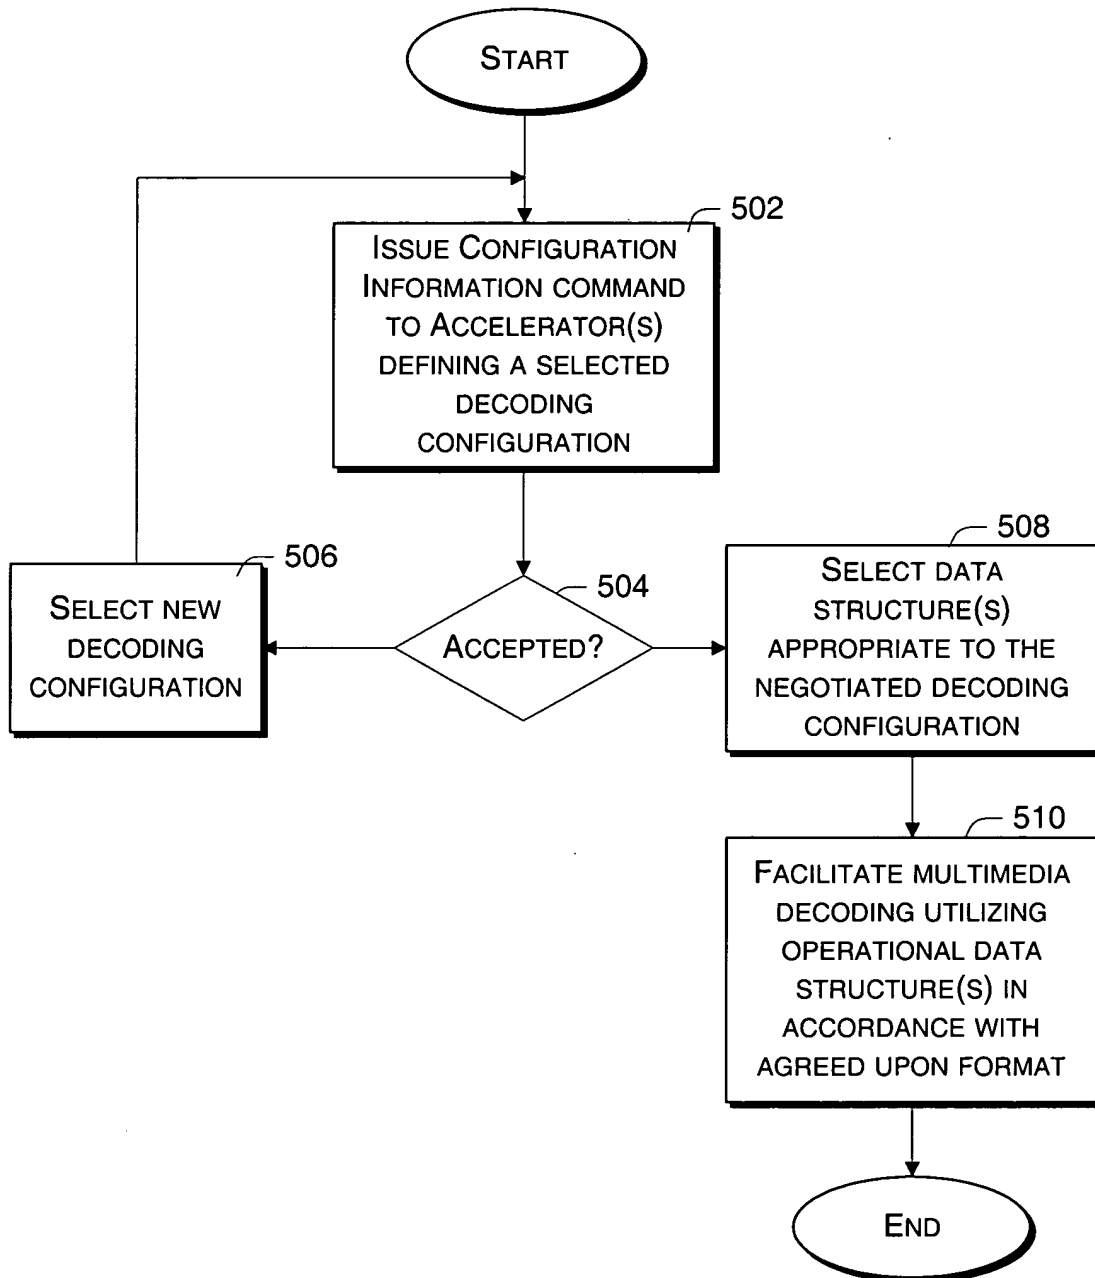 START
502
ISSUE CONFIGURATION
INFORMATION COMMAND
TO ACCELERATOR(S)
DEFINING A SELECTED
DECODING
CONFIGURATION
504
ACCEPTED?
506
SELECT NEW
DECODING
CONFIGURATION
508
SELECT DATA
STRUCTURE(S)
APPROPRIATE TO THE
NEGOTIATED DECODING
CONFIGURATION
510
FACILITATE MULTIMEDIA
DECODING UTILIZING
OPERATIONAL DATA
STRUCTURE(S) IN
ACCORDANCE WITH
AGREED UPON FORMAT
END